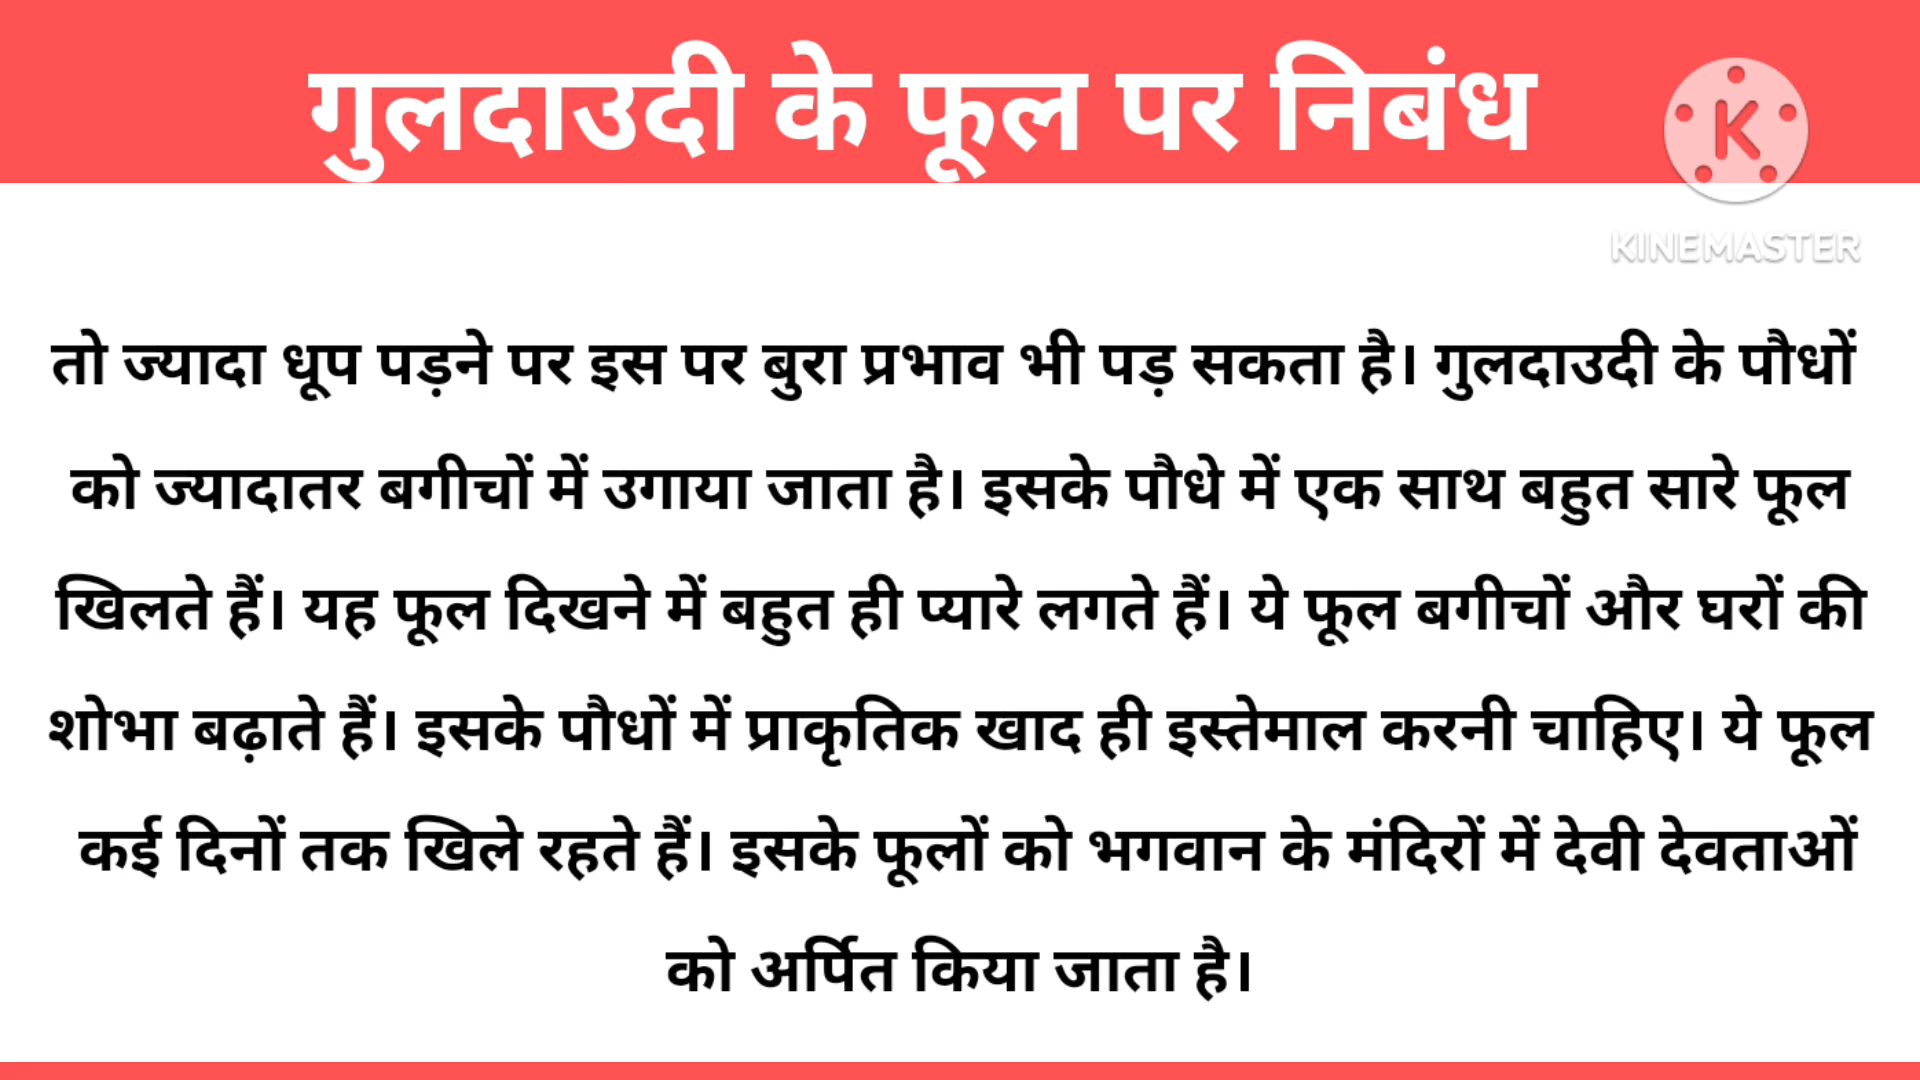 गुलदाउदी के फूल पर निबंध
K
KINEMASTER
तो ज्यादा धूप पड़ने पर इस पर बुरा प्रभाव भी पड़ सकता है। गुलदाउदी के पौधों
को ज्यादातर बगीचों में उगाया जाता है। इसके पौधे में एक साथ बहुत सारे फूल
खिलते हैं। यह फूल दिखने में बहुत ही प्यारे लगते हैं। ये फूल बगीचों और घरों की
शोभा बढ़ाते हैं। इसके पौधों में प्राकृतिक खाद ही इस्तेमाल करनी चाहिए। ये फूल
कई दिनों तक खिले रहते हैं। इसके फूलों को भगवान के मंदिरों में देवी देवताओं
को अर्पित किया जाता है।